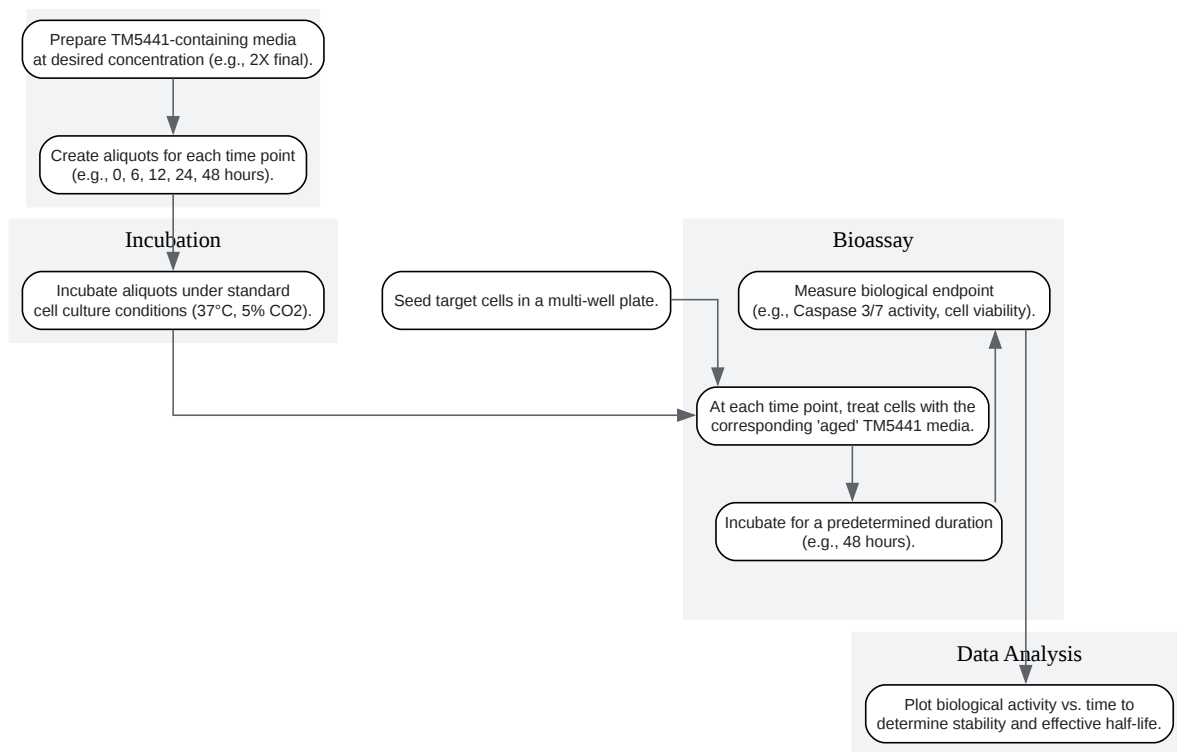 Prepare TM5441-containing media
at desired concentration (e.g., 2X final).
Create aliquots for each time point
(e.g., 0, 6, 12, 24, 48 hours).
Incubation
Incubate aliquots under standard
cell culture conditions (37°C, 5% CO2).
Seed target cells in a multi-well plate.
Bioassay
Measure biological endpoint
(e.g., Caspase 3/7 activity, cell viability).
At each time point, treat cells with the
corresponding 'aged' TM5441 media.
Incubate for a predetermined duration
(e.g., 48 hours).
Data Analysis
Plot biological activity vs. time to
determine stability and effective half-life.